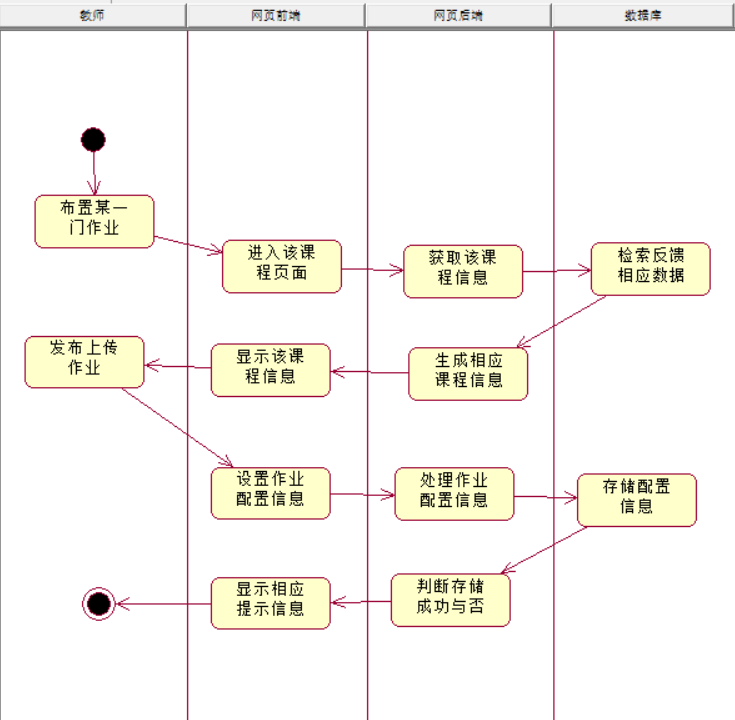 教师
网页前端
网页后端
数据库
布置某一
门作业
进入该课
程页面
获取该课
程信息
检索反馈
相应数据
发布上传
作业
显示该课
程信息
生成相应
课程信息
设置作业
配置信息
处理作业
配置信息
存储配置
信息
显示相应
提示信息
判断存储
成功与否